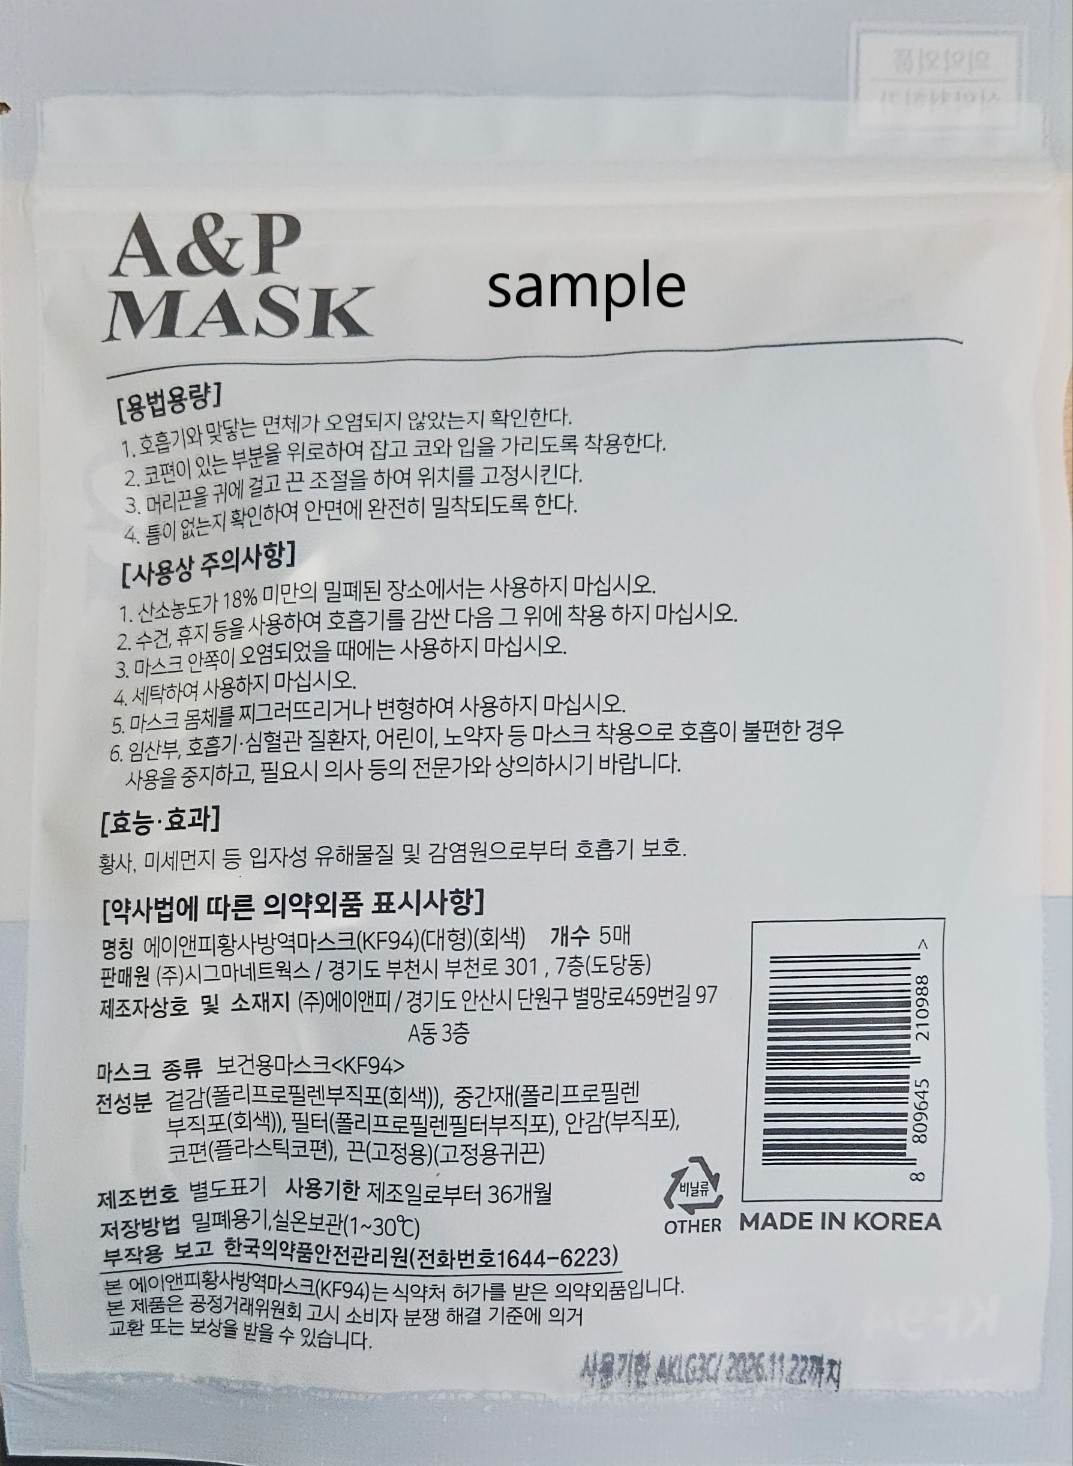 A&P
MASK
sample
[용법용량]
1. 호흡기와 맞닿는 면체가 오염되지 않았는지 확인한다.
2. 코편이 있는 부분을 위로하여 잡고 코와 입을 가리도록 착용한다.
3. 머리끈을 귀에 걸고 끈 조절을 하여 위치를 고정시킨다.
4. 틈이 없는지 확인하여 안면에 완전히 밀착되도록 한다.
[사용상 주의사항]
1. 산소농도가 18% 미만의 밀폐된 장소에서는 사용하지 마십시오.
2. 수건, 휴지 등을 사용하여 호흡기를 감싼 다음 그 위에 착용 하지 마십시오.
3. 마스크 안쪽이 오염되었을 때에는 사용하지 마십시오.
4. 세탁하여 사용하지 마십시오.
5. 마스크 몸체를 찌그러뜨리거나 변형하여 사용하지 마십시오.
6. 임산부, 호흡기·심혈관 질환자, 어린이, 노약자 등 마스크 착용으로 호흡이 불편한 경우
사용을 중지하고, 필요시 의사 등의 전문가와 상의하시기 바랍니다.
[효능·효과]
황사, 미세먼지 등 입자성 유해물질 및 감염원으로부터 호흡기 보호.
[약사법에 따른 의약외품 표시사항]
명칭 에이앤피황사방역마스크(KF94)(대형)(회색) 개수 5매
판매원 (주)시그마네트웍스 / 경기도 부천시 부천로 301 , 7층(도당동)
제조자상호 및 소재지 (주)에이앤피 / 경기도 안산시 단원구 별망로459번길 97
A동 3층
마스크 종류 보건용마스크<KF94>
전성분 겉감(폴리프로필렌부직포(회색)), 중간재(폴리프로필렌
부직포(회색)), 필터(폴리프로필렌필터부직포), 안감(부직포),
코편(플라스틱코편), 끈(고정용)(고정용귀끈)
제조번호 별도표기 사용기한 제조일로부터 36개월
저장방법 밀폐용기,실온보관(1~30℃)
부작용 보고 한국의약품안전관리원(전화번호1644-6223)
본 에이앤피황사방역마스크(KF94)는 식약처 허가를 받은 의약외품입니다.
본 제품은 공정거래위원회 고시 소비자 분쟁 해결 기준에 의거
교환 또는 보상을 받을 수 있습니다.
비닐류
OTHER
8 809645 210988 >
MADE IN KOREA
사용기한 AKLG3C/ 2026.11.22까지